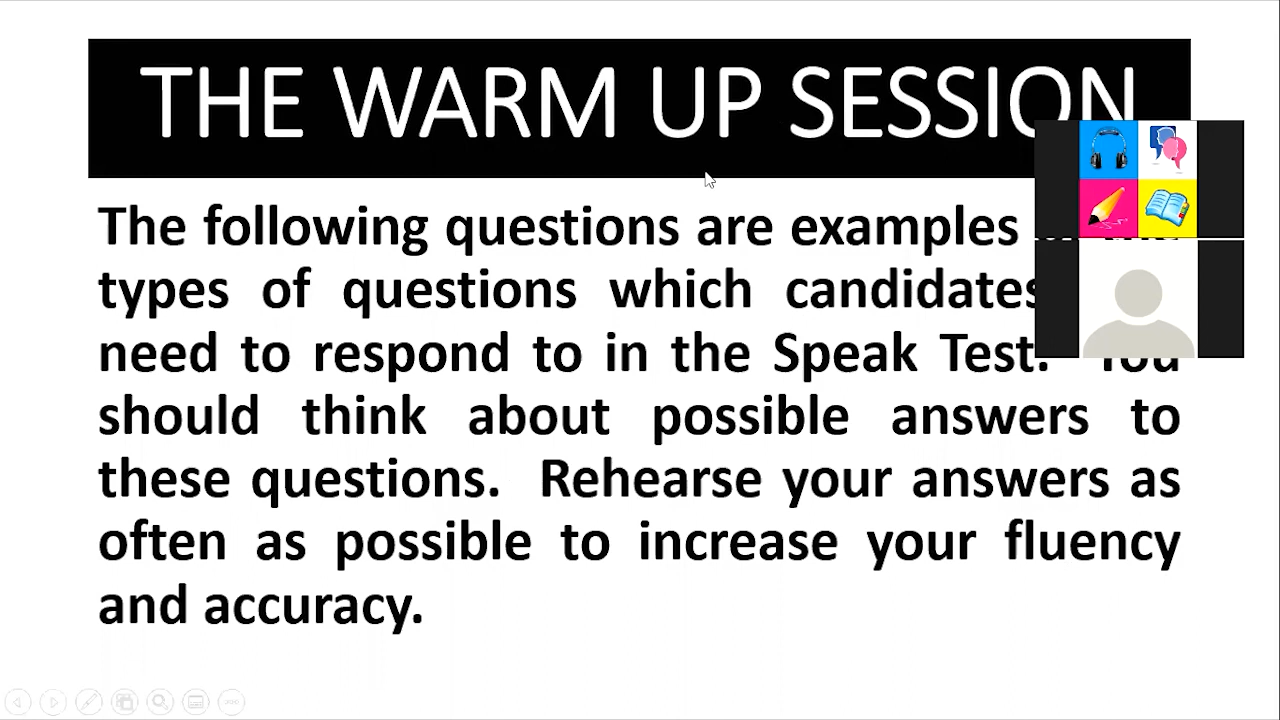 THE WARM UP SESSION
The following questions are examples
types of questions which candidates
need to respond to in the Speak Test. You
should think about possible answers to
these questions. Rehearse your answers as
often as possible to increase your fluency
and accuracy.